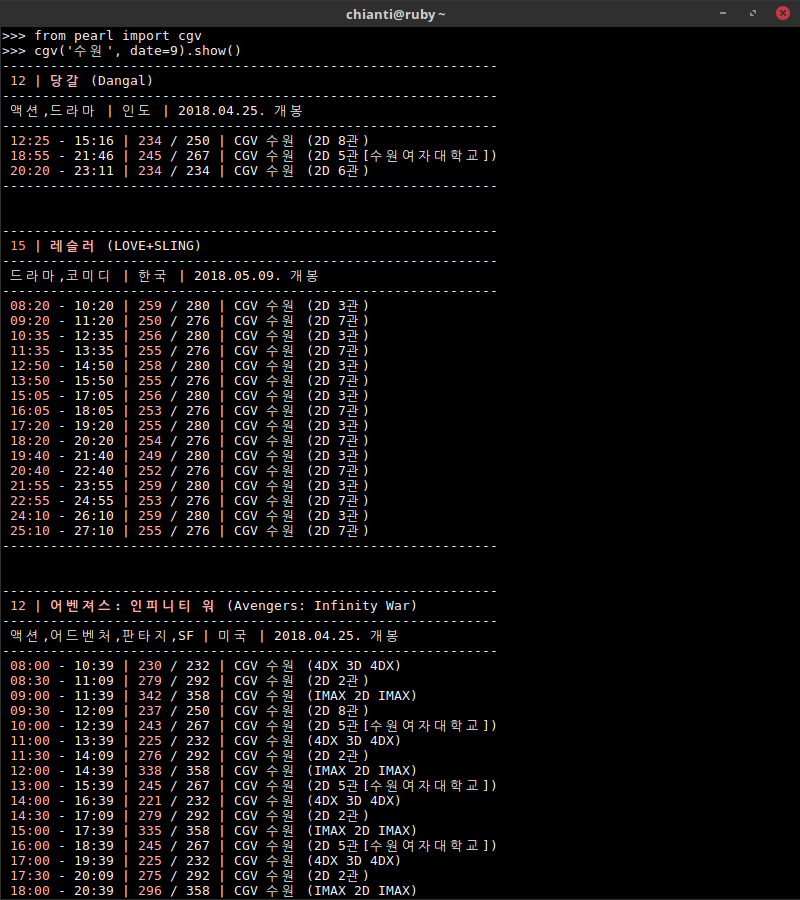 chianti@ruby ~
>>> from pearl import cgv
>>> cgv('수원', date=9).show()
--------------------------------------------------------------
12 | 당갈 (Dangal)
--------------------------------------------------------------
액션,드라마 | 인도 | 2018.04.25. 개봉
--------------------------------------------------------------
12:25 - 15:16 | 234 / 250 | CGV 수원 (2D 8관)
18:55 - 21:46 | 245 / 267 | CGV 수원 (2D 5관[수원여자대학교])
20:20 - 23:11 | 234 / 234 | CGV 수원 (2D 6관)
--------------------------------------------------------------
--------------------------------------------------------------
15 | 레슬러 (LOVE+SLING)
--------------------------------------------------------------
드라마,코미디 | 한국 | 2018.05.09. 개봉
--------------------------------------------------------------
08:20 - 10:20 | 259 / 280 | CGV 수원 (2D 3관)
09:20 - 11:20 | 250 / 276 | CGV 수원 (2D 7관)
10:35 - 12:35 | 256 / 280 | CGV 수원 (2D 3관)
11:35 - 13:35 | 255 / 276 | CGV 수원 (2D 7관)
12:50 - 14:50 | 258 / 280 | CGV 수원 (2D 3관)
13:50 - 15:50 | 255 / 276 | CGV 수원 (2D 7관)
15:05 - 17:05 | 256 / 280 | CGV 수원 (2D 3관)
16:05 - 18:05 | 253 / 276 | CGV 수원 (2D 7관)
17:20 - 19:20 | 255 / 280 | CGV 수원 (2D 3관)
18:20 - 20:20 | 254 / 276 | CGV 수원 (2D 7관)
19:40 - 21:40 | 249 / 280 | CGV 수원 (2D 3관)
20:40 - 22:40 | 252 / 276 | CGV 수원 (2D 7관)
21:55 - 23:55 | 259 / 280 | CGV 수원 (2D 3관)
22:55 - 24:55 | 253 / 276 | CGV 수원 (2D 7관)
24:10 - 26:10 | 259 / 280 | CGV 수원 (2D 3관)
25:10 - 27:10 | 255 / 276 | CGV 수원 (2D 7관)
--------------------------------------------------------------
--------------------------------------------------------------
12 | 어벤져스: 인피니티 워 (Avengers: Infinity War)
--------------------------------------------------------------
액션,어드벤처,판타지,SF | 미국 | 2018.04.25. 개봉
--------------------------------------------------------------
08:00 - 10:39 | 230 / 232 | CGV 수원 (4DX 3D 4DX)
08:30 - 11:09 | 279 / 292 | CGV 수원 (2D 2관)
09:00 - 11:39 | 342 / 358 | CGV 수원 (IMAX 2D IMAX)
09:30 - 12:09 | 237 / 250 | CGV 수원 (2D 8관)
10:00 - 12:39 | 243 / 267 | CGV 수원 (2D 5관[수원여자대학교])
11:00 - 13:39 | 225 / 232 | CGV 수원 (4DX 3D 4DX)
11:30 - 14:09 | 276 / 292 | CGV 수원 (2D 2관)
12:00 - 14:39 | 338 / 358 | CGV 수원 (IMAX 2D IMAX)
13:00 - 15:39 | 245 / 267 | CGV 수원 (2D 5관[수원여자대학교])
14:00 - 16:39 | 221 / 232 | CGV 수원 (4DX 3D 4DX)
14:30 - 17:09 | 279 / 292 | CGV 수원 (2D 2관)
15:00 - 17:39 | 335 / 358 | CGV 수원 (IMAX 2D IMAX)
16:00 - 18:39 | 245 / 267 | CGV 수원 (2D 5관[수원여자대학교])
17:00 - 19:39 | 225 / 232 | CGV 수원 (4DX 3D 4DX)
17:30 - 20:09 | 275 / 292 | CGV 수원 (2D 2관)
18:00 - 20:39 | 296 / 358 | CGV 수원 (IMAX 2D IMAX)